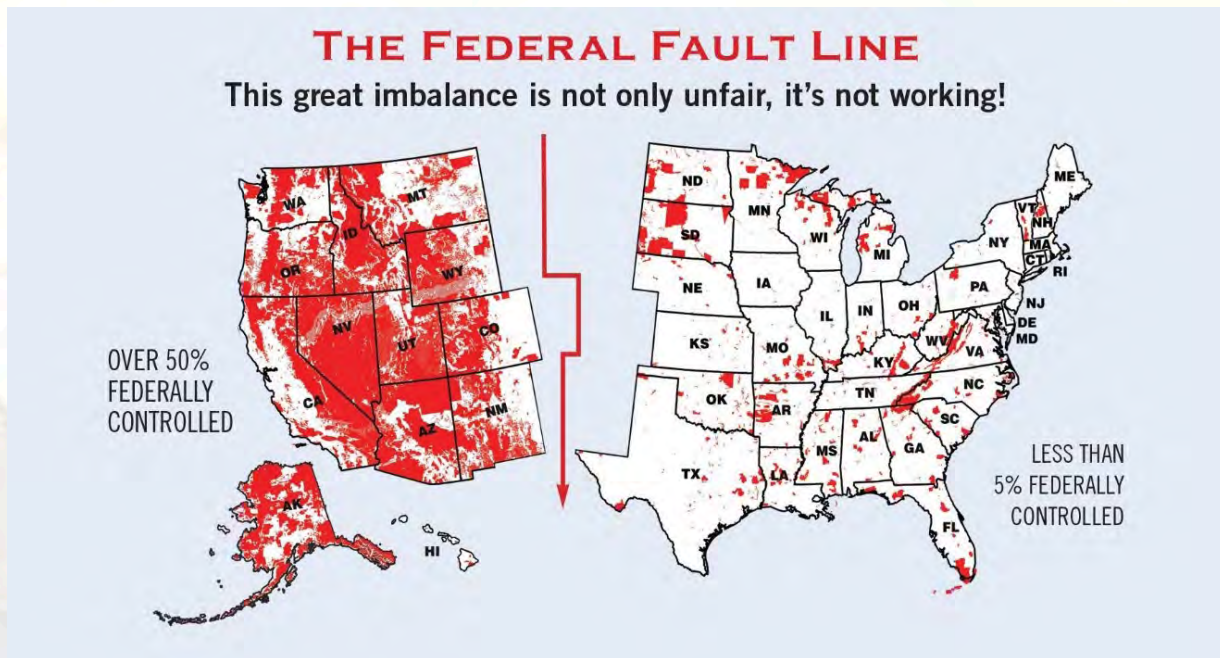 THE FEDERAL FAULT LINE
This great imbalance is not only unfair, it's not working!
OVER 50%
FEDERALLY
CONTROLLED
WA
MT
ID
OR
WY
NV
UT
CO
CA
AZ
NM
AK
HI
ND
MN
SD
WI
MI
NE
IA
IL
IN
OH
KS
MO
KY
WV
VA
PA
NY
VT
NH
ME
MA
CT
RI
NJ
DE
MD
OK
AR
TN
NC
SC
TX
LA
MS
AL
GA
FL
LESS THAN
5% FEDERALLY
CONTROLLED